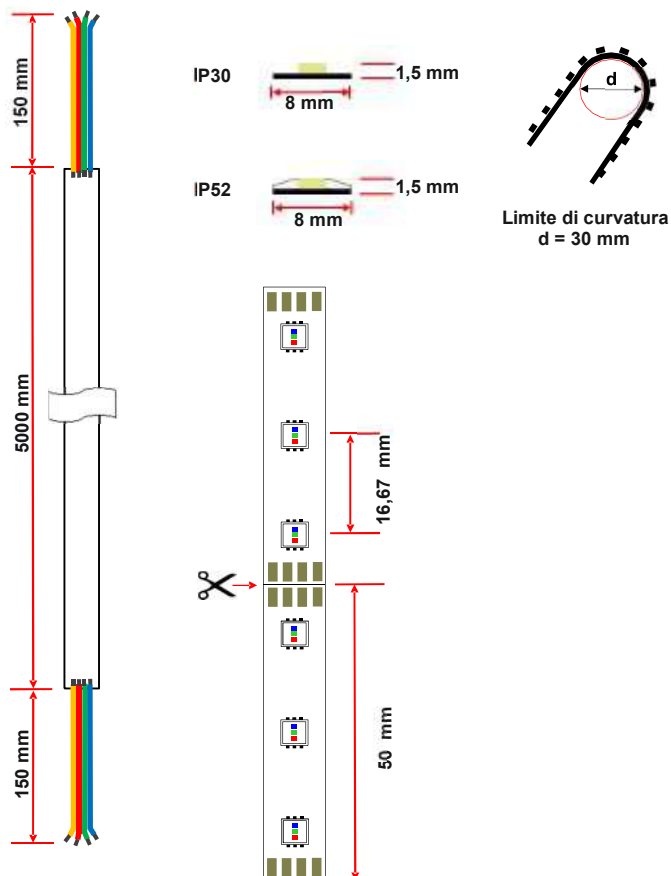 150 mm
5000 mm
150 mm
IP30
1,5 mm
8 mm
IP52
1,5 mm
8 mm
d
Limite di curvatura
d = 30 mm
16,67 mm
50 mm